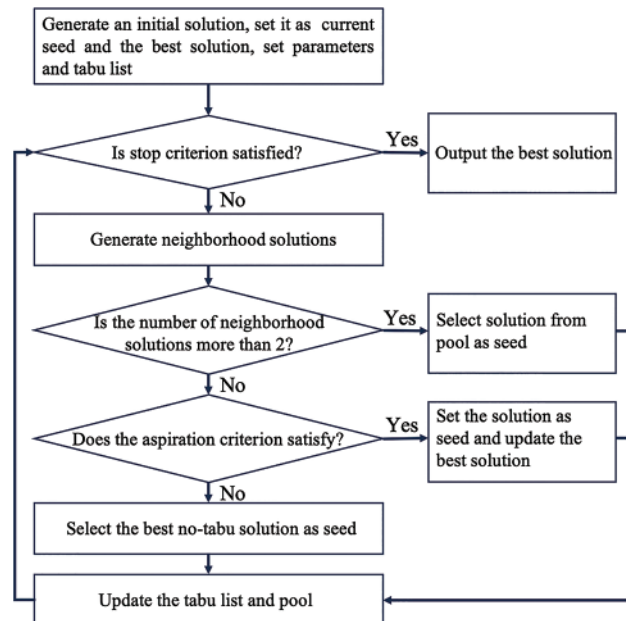 Generate an initial solution, set it as current
seed and the best solution, set parameters
and tabu list
Is stop criterion satisfied?
Yes
Output the best solution
No
Generate neighborhood solutions
Is the number of neighborhood
solutions more than 2?
Yes
Select solution from
pool as seed
No
Does the aspiration criterion satisfy?
Yes
Set the solution as
seed and update the
best solution
No
Select the best no-tabu solution as seed
Update the tabu list and pool